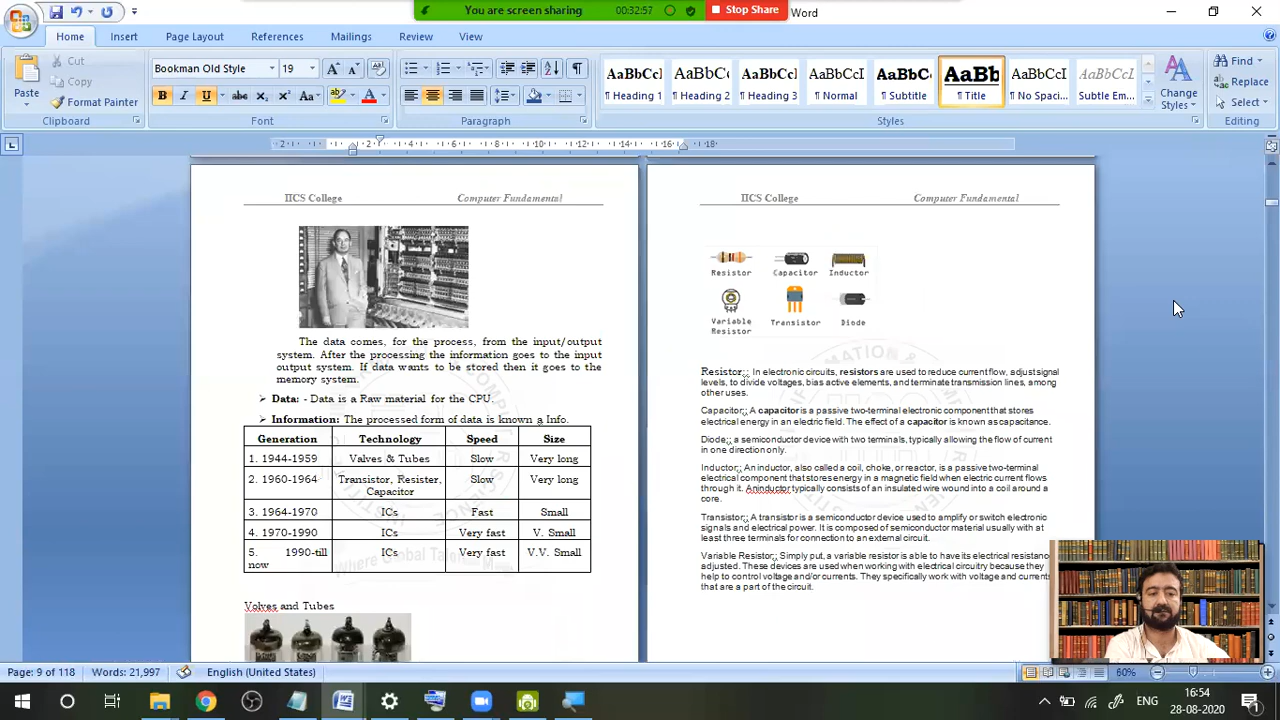 You are screen sharing
00:32:57
Stop Share
Word
Home
Insert
Page Layout
References
Mailings
Review
View
Paste
Cut
Copy
Format Painter
Clipboard
Bookman Old Style
19
Font
Paragraph
AaBbCcI
Heading 1
AaBbCcI
Heading 2
AaBbCcI
Heading 3
AaBbCcI
Normal
AaBbC
Subtitle
AaBb
Title
AaBbCcI
No Spaci...
AaBbCcI
Subtle Em...
Change
Styles
Styles
Find
Replace
Select
Editing
IICS College
Computer Fundamental
The data comes, for the process, from the input/output
system. After the processing the information goes to the
input output system. If data wants to be stored then it goes to the
memory system.
Data: - Data is a Raw material for the CPU.
Information: The processed form of data is known g Info.
Generation Technology Speed Size
1. 1944-1959 Valves & Tubes Slow Very long
2. 1960-1964 Transistor, Resister, Capacitor Slow Very long
3. 1964-1970 ICs Fast Small
4. 1970-1990 ICs Very fast V. Small
5. 1990-till now ICs Very fast V.V. Small
Volves and Tubes
IICS College
Computer Fundamental
Resistor
Capacitor
Inductor
Variable
Resistor
Transistor
Diode
Resistor:: In electronic circuits, resistors are used to reduce current flow, adjust signal
levels, to divide voltages, bias active elements, and terminate transmission lines, among
other uses.
Capacitor:: A capacitor is a passive two-terminal electronic component that stores
electrical energy in an electric field. The effect of a capacitor is known as capacitance.
Diode:: a semiconductor device with two terminals, typically allowing the flow of current
in one direction only.
Inductor:: An inductor, also called a coil, choke, or reactor, is a passive two-terminal
electrical component that stores energy in a magnetic field when electric current flows
through it. Aninductor typically consists of an insulated wire wound into a coil around a
core.
Transistor:: A transistor is a semiconductor device used to amplify or switch electronic
signals and electrical power. It is composed of semiconductor material usually with at
least three terminals for connection to an external circuit.
Variable Resistor:: Simply put, a variable resistor is able to have its electrical resistance
adjusted. These devices are used when working with electrical circuitry because they
help to control voltage and/or currents. They specifically work with voltage and currents
that are a part of the circuit.
Page: 9 of 118
Words: 21,997
English (United States)
60%
ENG
16:54
28-08-2020